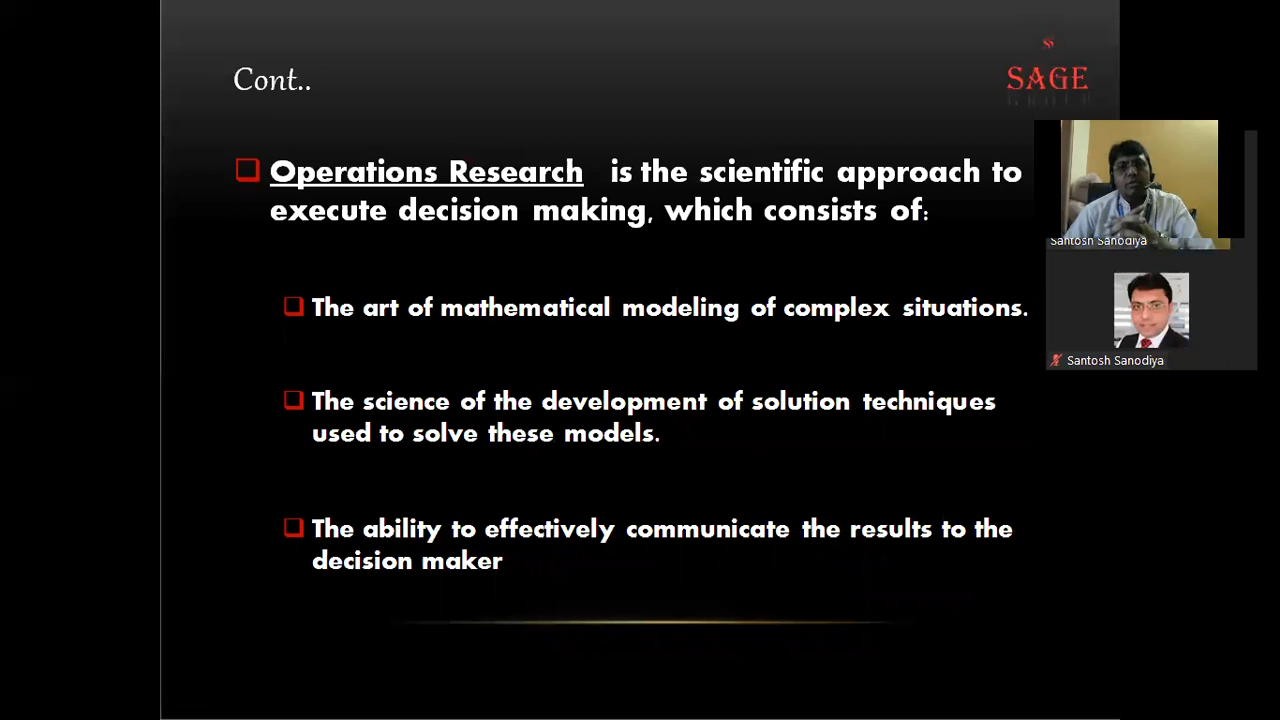 Cont..
SAGE
GROUP
Operations Research is the scientific approach to
execute decision making, which consists of:
The art of mathematical modeling of complex situations.
The science of the development of solution techniques
used to solve these models.
The ability to effectively communicate the results to the
decision maker
Santosh Sanodiya
Santosh Sanodiya